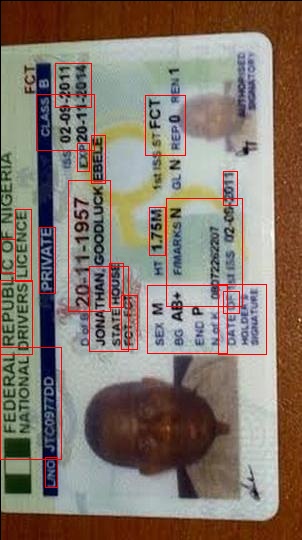 FEDERAL REPUBLIC OF NIGERIA FCT
NATIONAL DRIVERS LICENCE
L/NO JTC0977DD PRIVATE CLASS B
ISS 02-09-2011
D of B 20-11-1957 EXP 20-11-2014
JONATHAN, GOODLUCK EBELE
STATE HOUSE
FCT, FCT
SEX M HT 1.75M 1st ISS ST FCT
BG AB+ F/MARKS N GL N REP 0 REN 1
END P
N of K 08072262207
DATE OF 1st ISS 02-09-2011
HOLDER'S SIGNATURE
AUTHORISED SIGNATORY